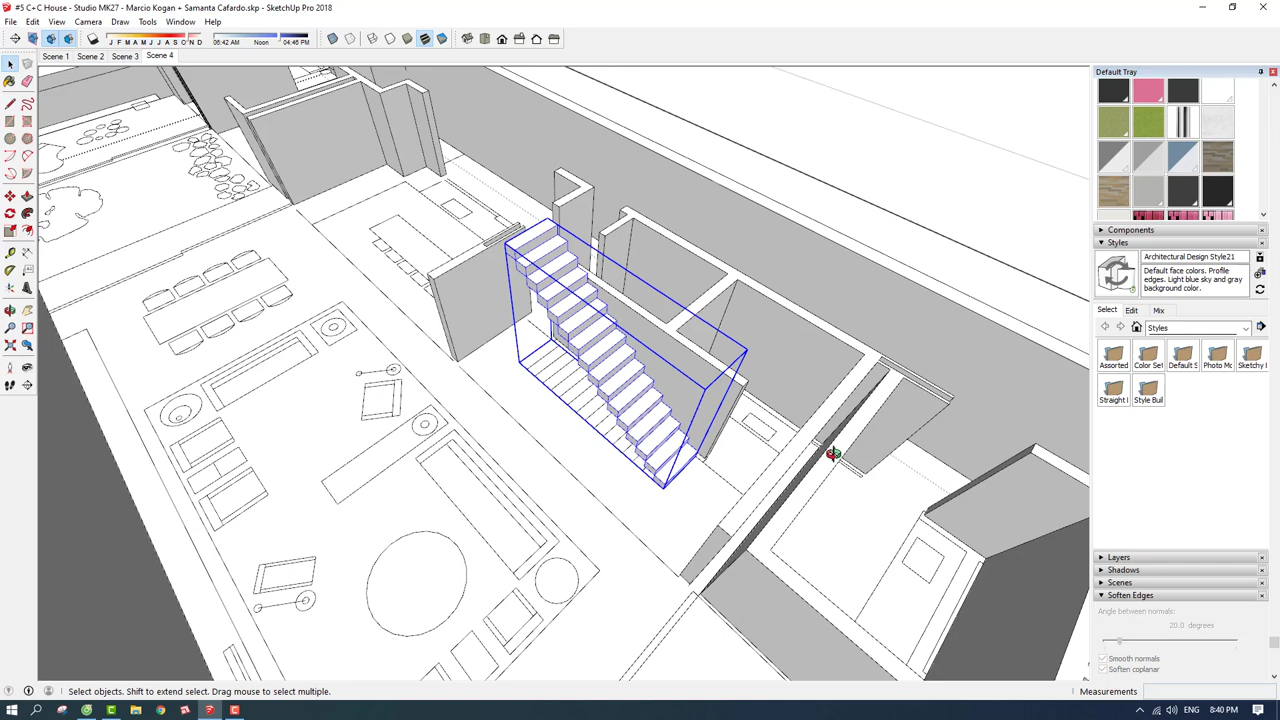 #5 C+C House - Studio MK27 - Marcio Kogan + Samanta Cafardo.skp - SketchUp Pro 2018
File Edit View Camera Draw Tools Window Help
J F M A M J J A S O N D 06:42 AM Noon 04:46 PM
Scene 1 Scene 2 Scene 3 Scene 4
Default Tray
Components
Styles
Architectural Design Style21
Default face colors. Profile
edges. Light blue sky and gray
background color.
Select Edit Mix
Styles
Assorted Color Set Default S Photo Mo Sketchy I
Straight I Style Buil
Layers
Shadows
Scenes
Soften Edges
Angle between normals:
20.0 degrees
Smooth normals
Soften coplanar
Select objects. Shift to extend select. Drag mouse to select multiple.
Measurements
ENG 8:40 PM